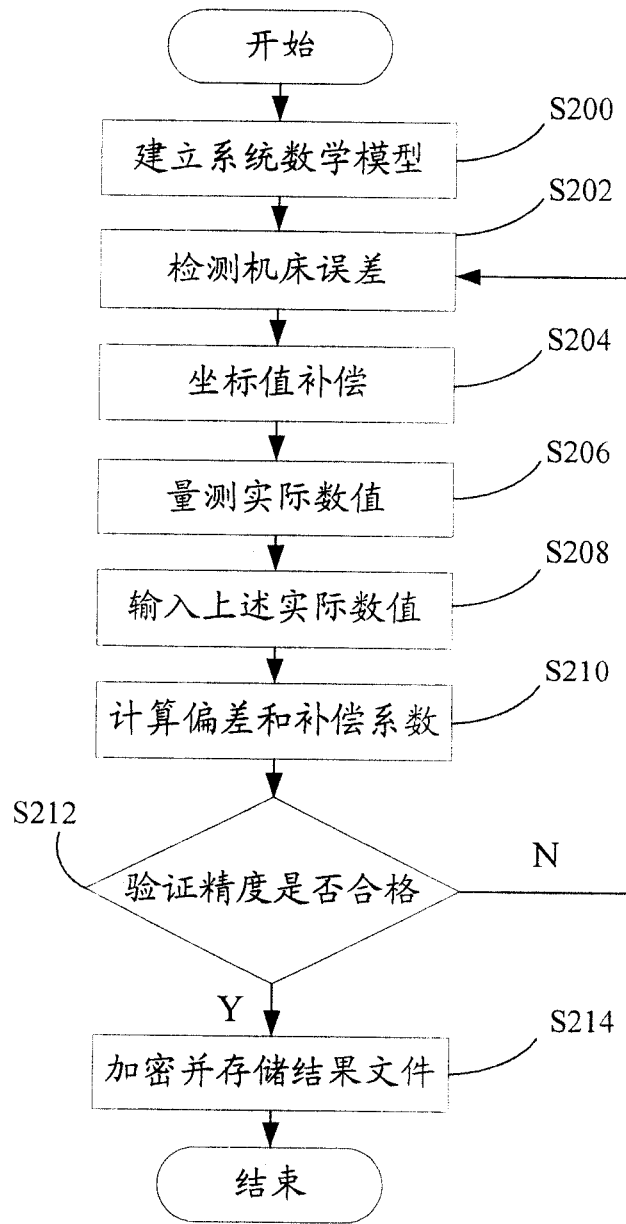 开始
S200
建立系统数学模型
S202
检测机床误差
S204
坐标值补偿
S206
量测实际数值
S208
输入上述实际数值
S210
计算偏差和补偿系数
S212
验证精度是否合格
N
Y
S214
加密并存储结果文件
结束